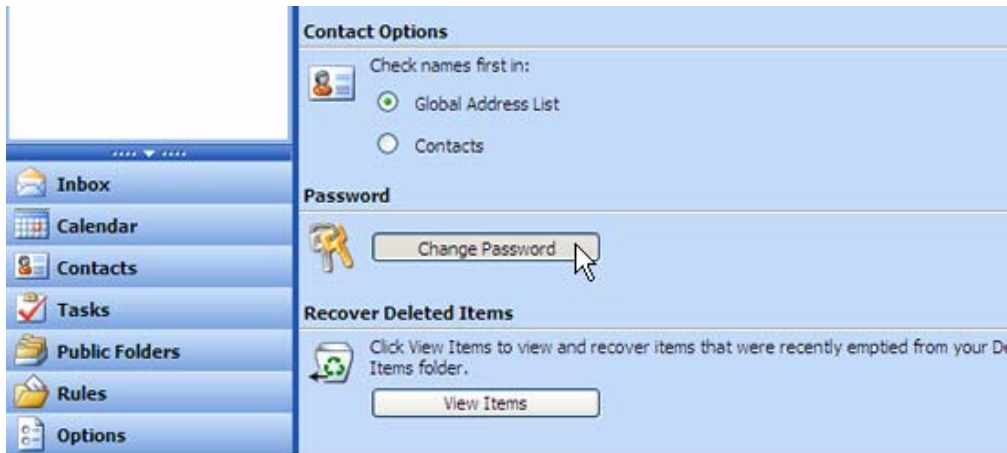 Contact Options
Check names first in:
Global Address List
Contacts
Password
Change Password
Recover Deleted Items
Click View Items to view and recover items that were recently emptied from your De
Items folder.
View Items
Inbox
Calendar
Contacts
Tasks
Public Folders
Rules
Options